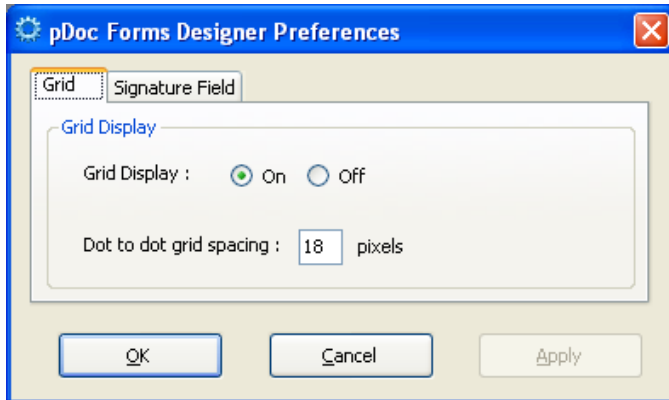 pDoc Forms Designer Preferences
Grid Signature Field
Grid Display
Grid Display : On Off
Dot to dot grid spacing : 18 pixels
OK Cancel Apply